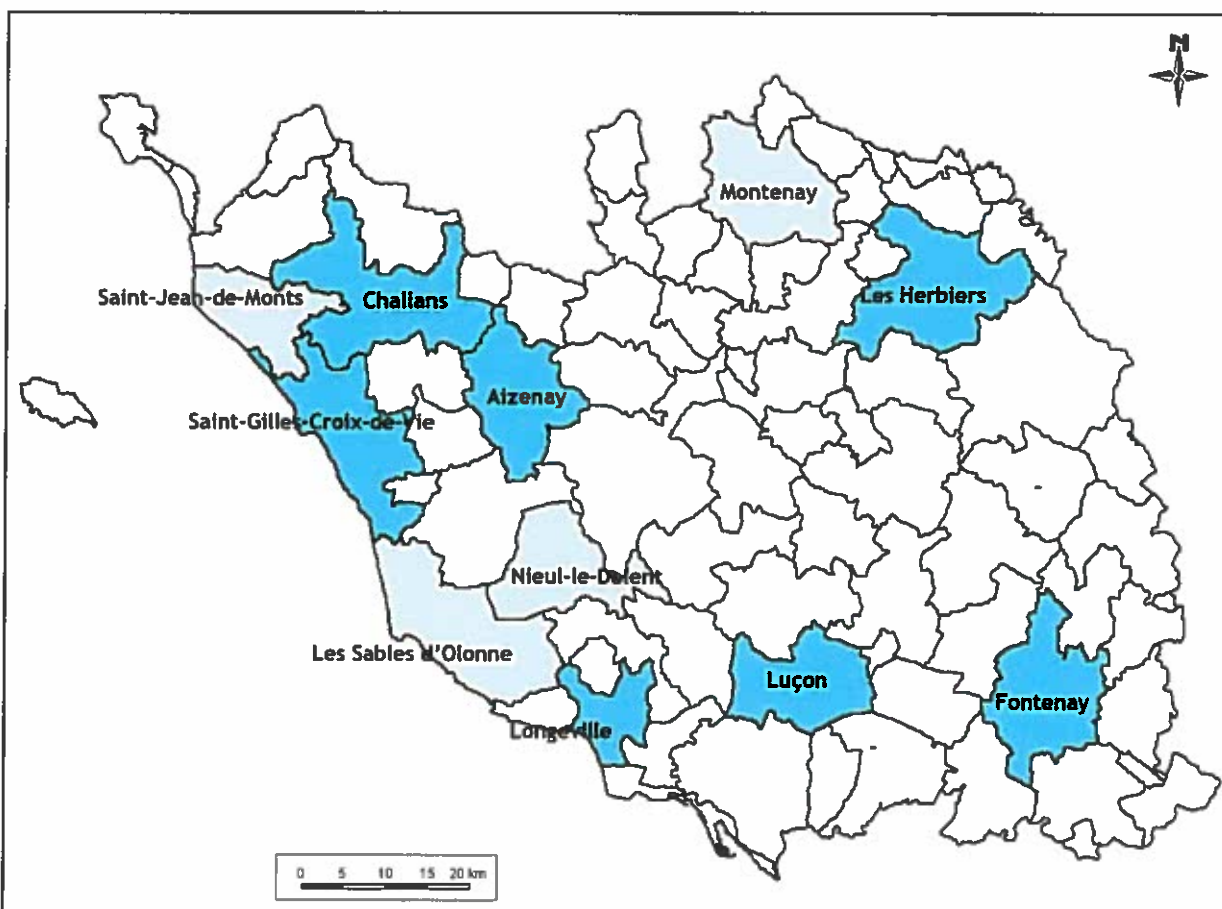 N
Montenay
Saint-Jean-de-Monts
Challans
Les Herbiers
Aizenay
Saint-Gilles-Croix-de-Vie
Nieul-le-Dolent
Les Sables d'Olonne
Luçon
Fontenay
Longeville
0 5 10 15 20 km